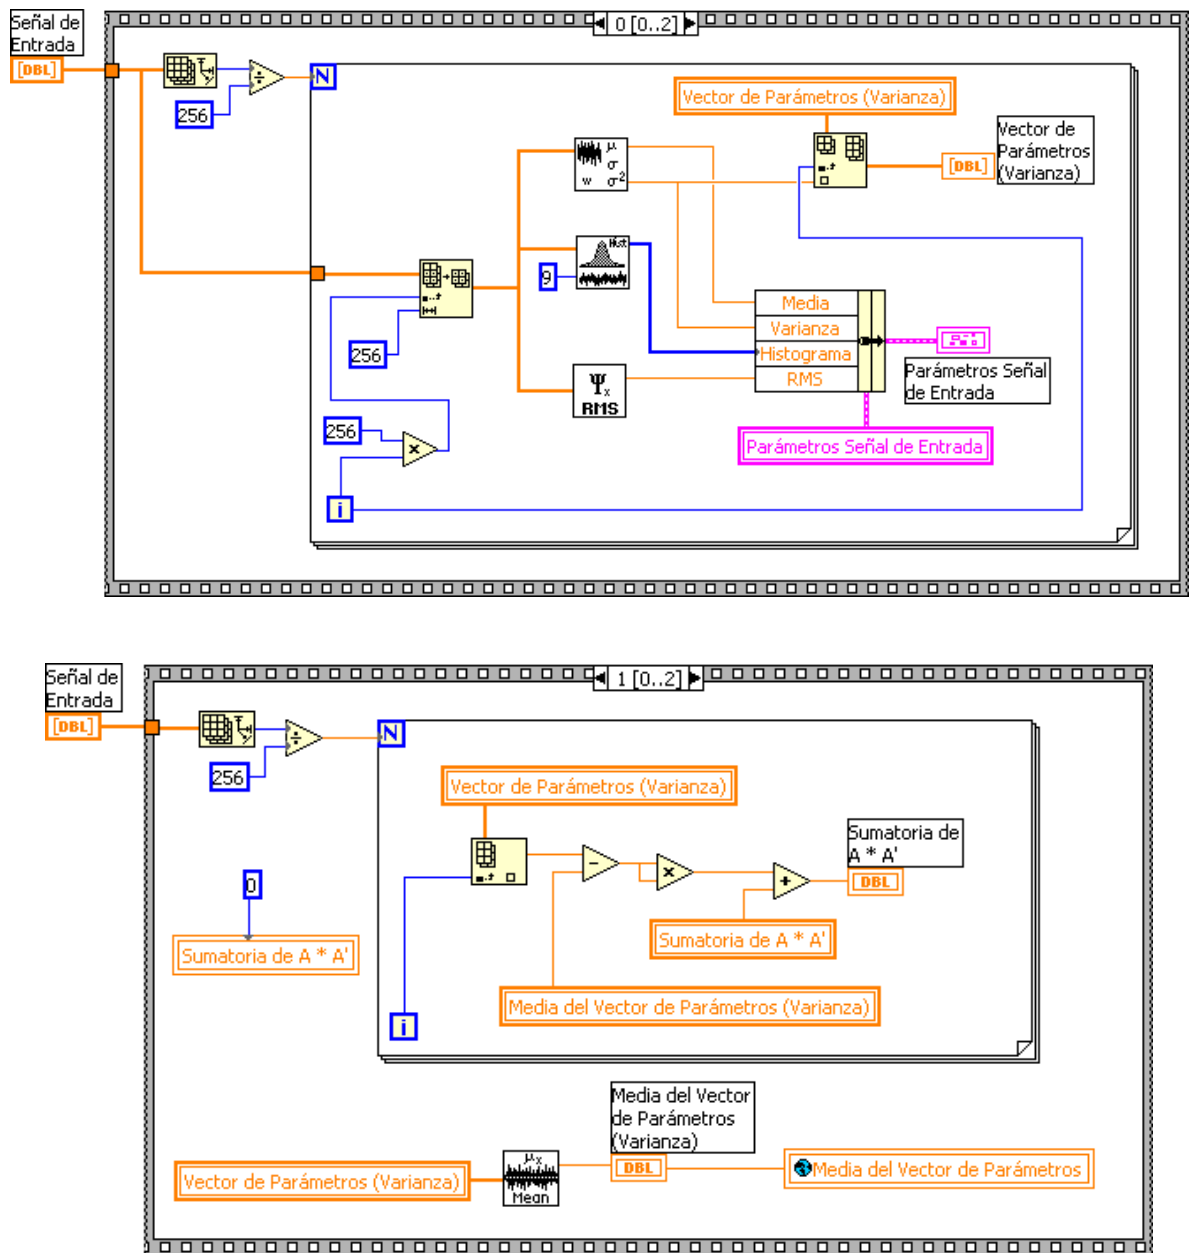 Señal de
Entrada
[DBL]
0 [0..2]
256
N
Vector de Parámetros (Varianza)
Vector de
Parámetros
(Varianza)
[DBL]
μ
σ
w σ²
Hist
9
256
Media
Varianza
Histograma
RMS
Parámetros Señal
de Entrada
Ψx
RMS
256
x
Parámetros Señal de Entrada
i
Señal de
Entrada
[DBL]
1 [0..2]
256
N
Vector de Parámetros (Varianza)
Sumatoria de
A * A'
DBL
0
Sumatoria de A * A'
Sumatoria de A * A'
Media del Vector de Parámetros (Varianza)
i
Media del Vector
de Parámetros
(Varianza)
DBL
Vector de Parámetros (Varianza)
μx
Mean
Media del Vector de Parámetros